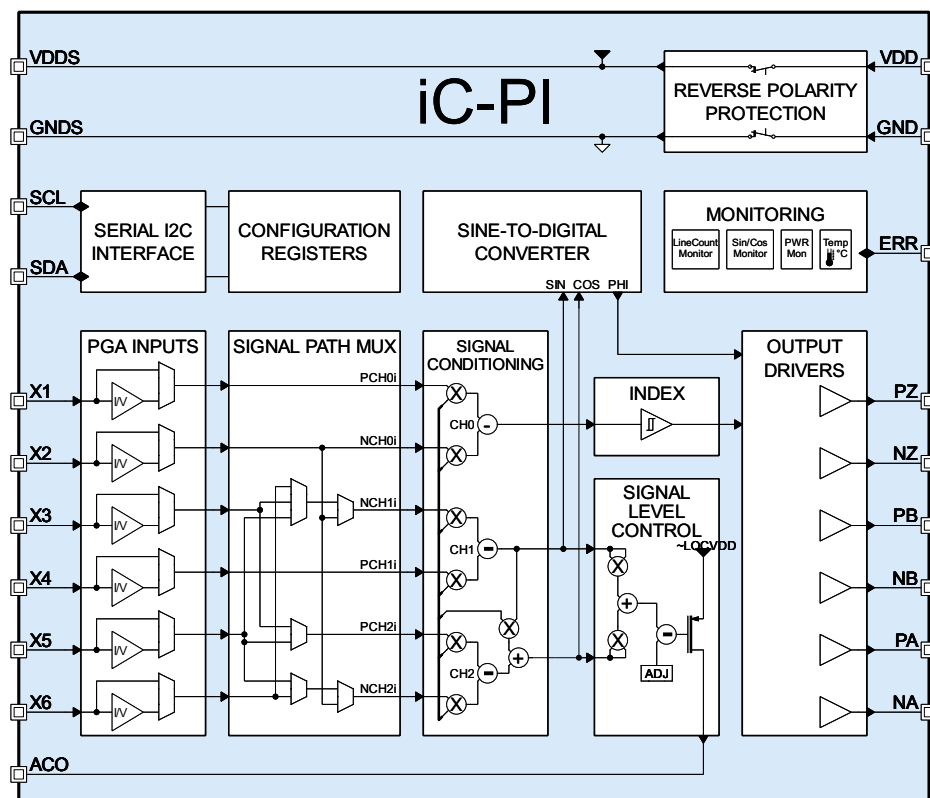 VDDS
VDD
iC-PI
REVERSE POLARITY
PROTECTION
GNDS
GND
SCL
SERIAL I2C
INTERFACE
CONFIGURATION
REGISTERS
SINE-TO-DIGITAL
CONVERTER
SIN COS PHI
MONITORING
LineCount
Monitor
Sin/Cos
Monitor
PWR
Mon
Temp
°C
ERR
SDA
PGA INPUTS
SIGNAL PATH MUX
SIGNAL
CONDITIONING
OUTPUT
DRIVERS
X1
I/V
PCH0i
CH0
-
INDEX
PZ
X2
I/V
NCH0i
NZ
X3
I/V
NCH1i
CH1
-
SIGNAL
LEVEL
CONTROL
~LOCVDD
PB
X4
I/V
PCH1i
+
NB
X5
I/V
PCH2i
CH2
-
+
-
ADJ
PA
X6
I/V
NCH2i
NA
ACO